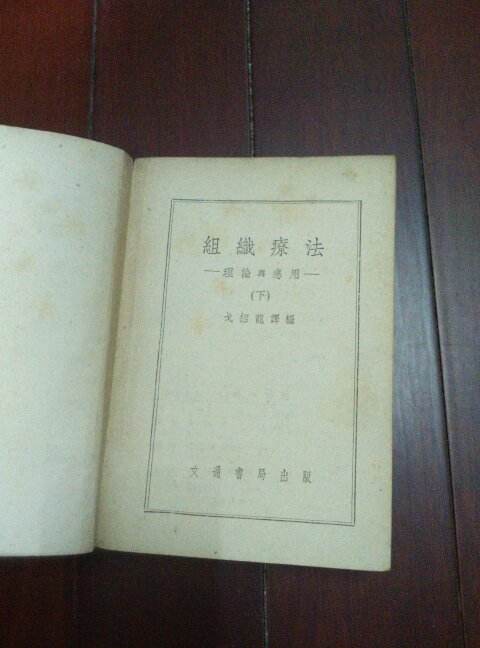 組織療法
—理論與應用—
(下)
戈紹龍譯編
文通書局出版